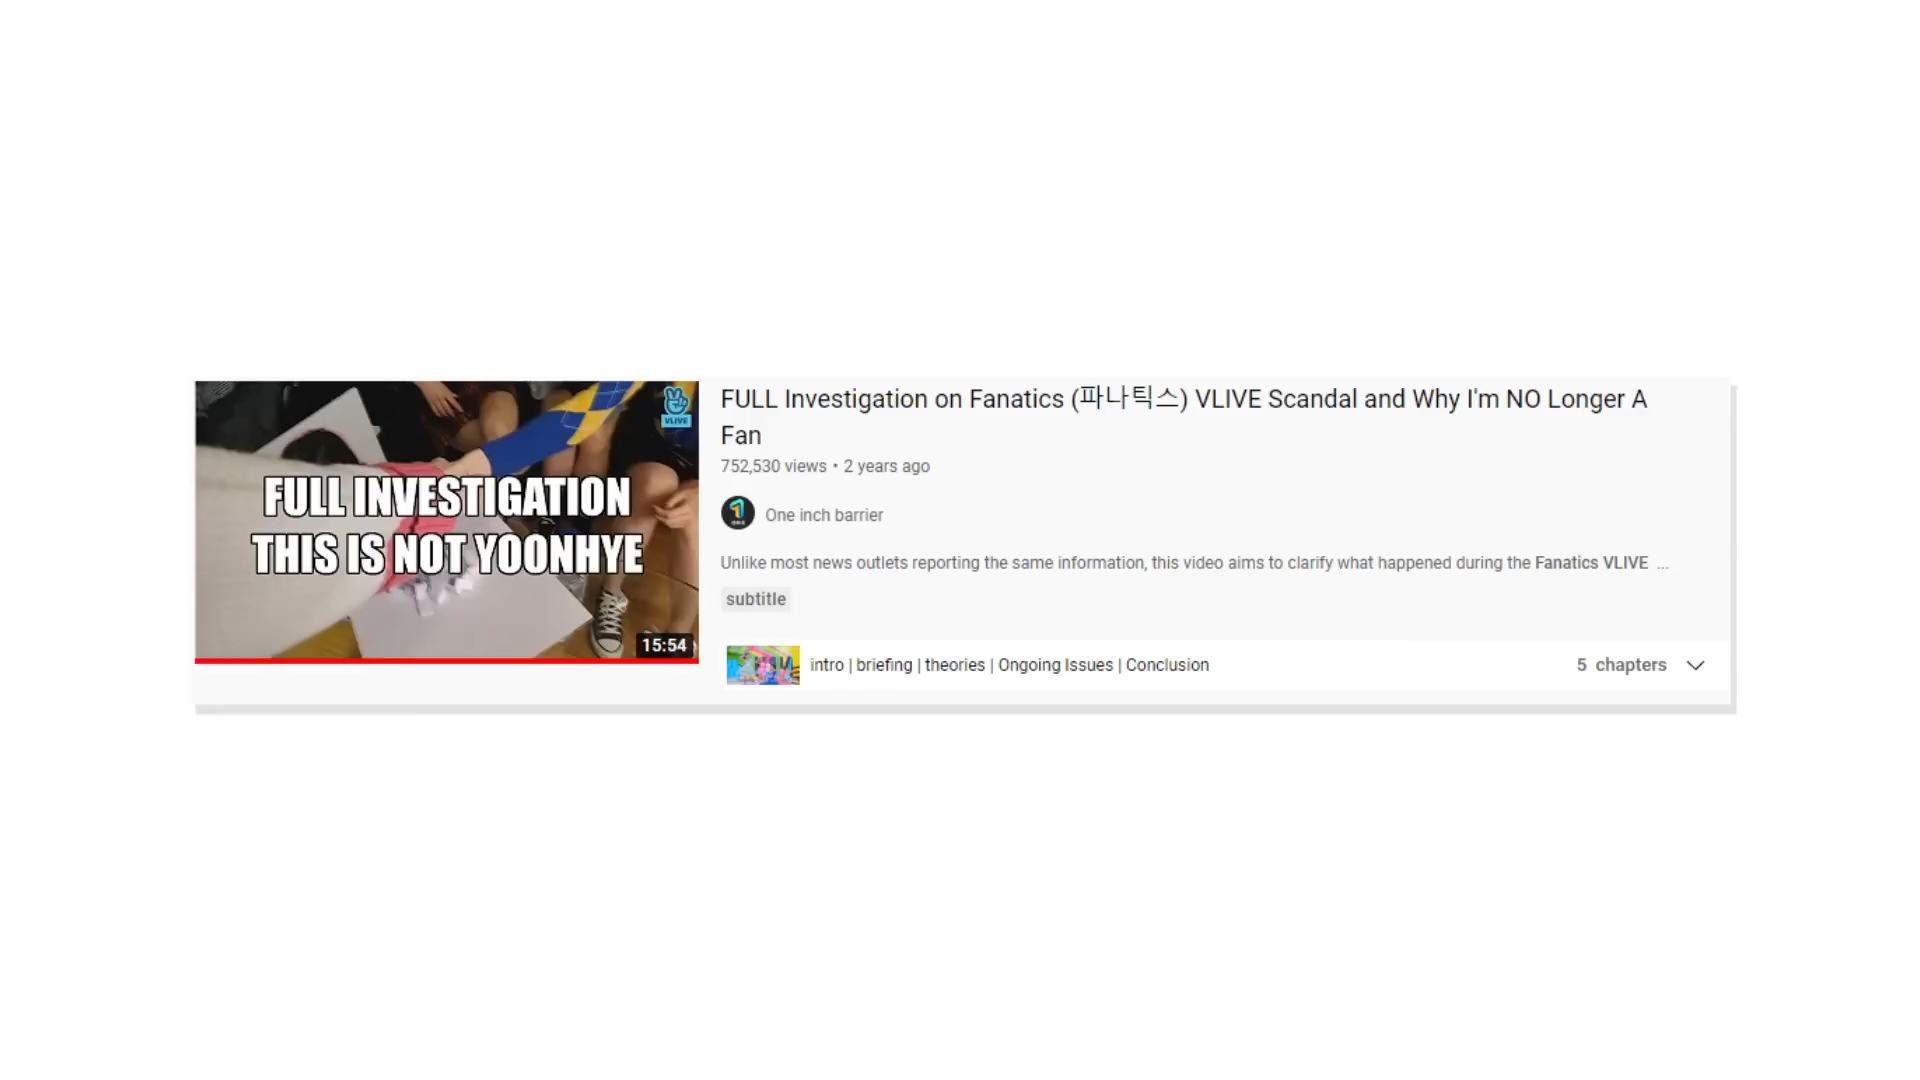 VLIVE
FULL INVESTIGATION
THIS IS NOT YOONHYE
15:54
FULL Investigation on Fanatics (파나틱스) VLIVE Scandal and Why I'm NO Longer A
Fan
752,530 views • 2 years ago
One inch barrier
Unlike most news outlets reporting the same information, this video aims to clarify what happened during the Fanatics VLIVE ...
subtitle
intro | briefing | theories | Ongoing Issues | Conclusion
5 chapters